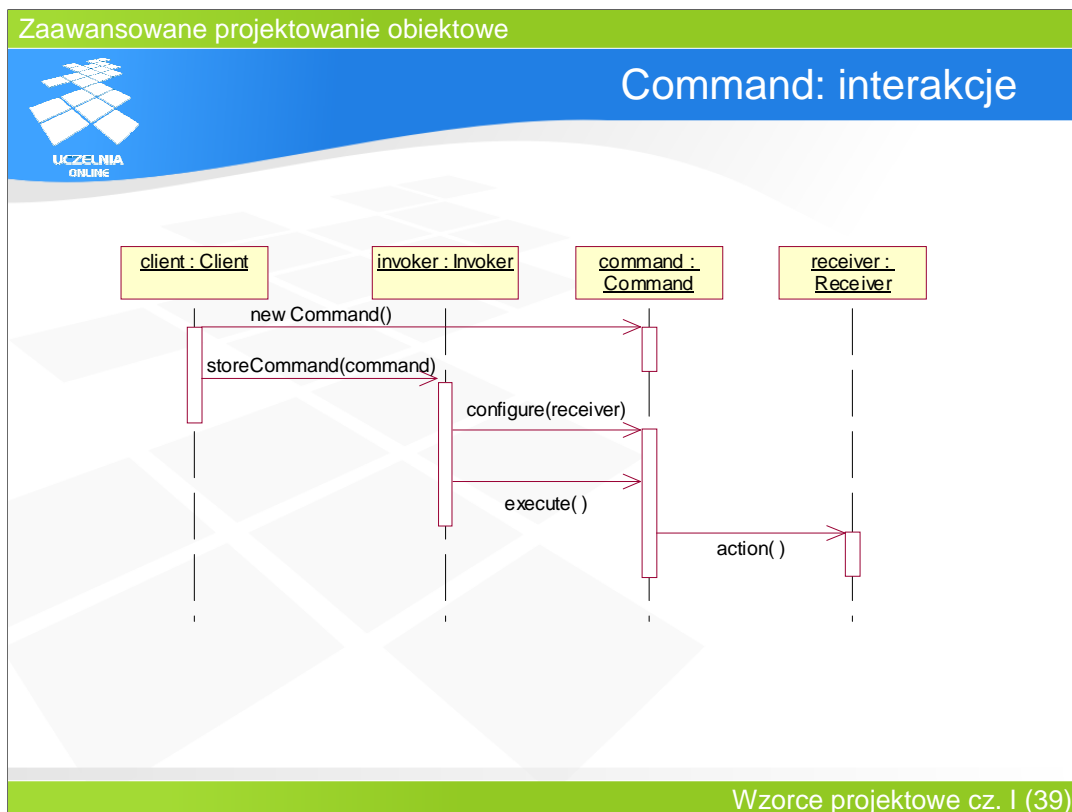 Zaawansowane projektowanie obiektowe
Command: interakcje
UCZELNIA
ONLINE
client : Client
invoker : Invoker
command :
Command
receiver :
Receiver
new Command()
storeCommand(command)
configure(receiver)
execute( )
action( )
Wzorce projektowe cz. I (39)